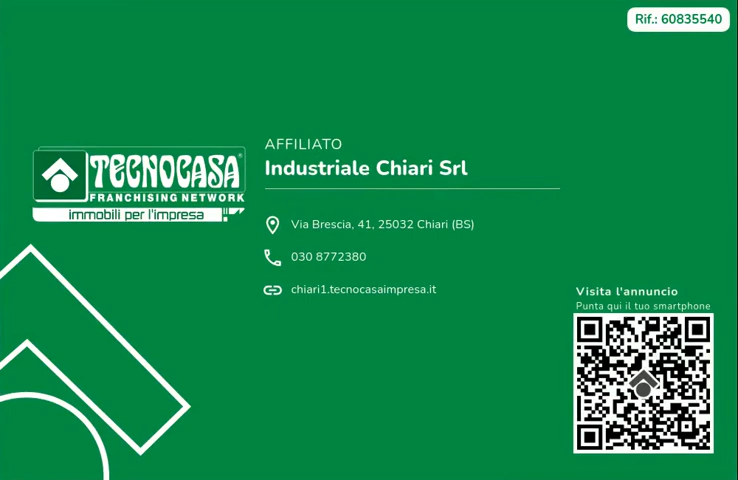 Rif.: 60835540
TECNOCASA
FRANCHISING NETWORK
immobili per l'impresa
AFFILIATO
Industriale Chiari Srl
Via Brescia, 41, 25032 Chiari (BS)
030 8772380
chiari1.tecnocasaimpresa.it
Visita l'annuncio
Punta qui il tuo smartphone